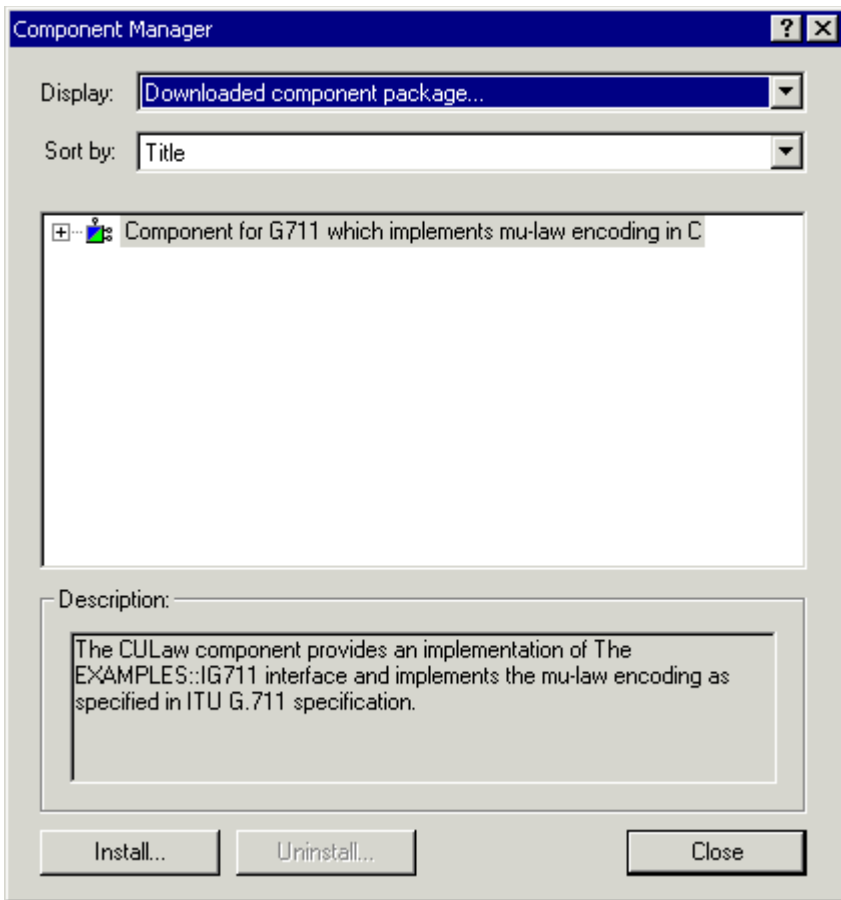 Component Manager
Display: Downloaded component package...
Sort by: Title
Component for G711 which implements mu-law encoding in C
Description:
The CULaw component provides an implementation of The
EXAMPLES::IG711 interface and implements the mu-law encoding as
specified in ITU G.711 specification.
Install... Uninstall... Close